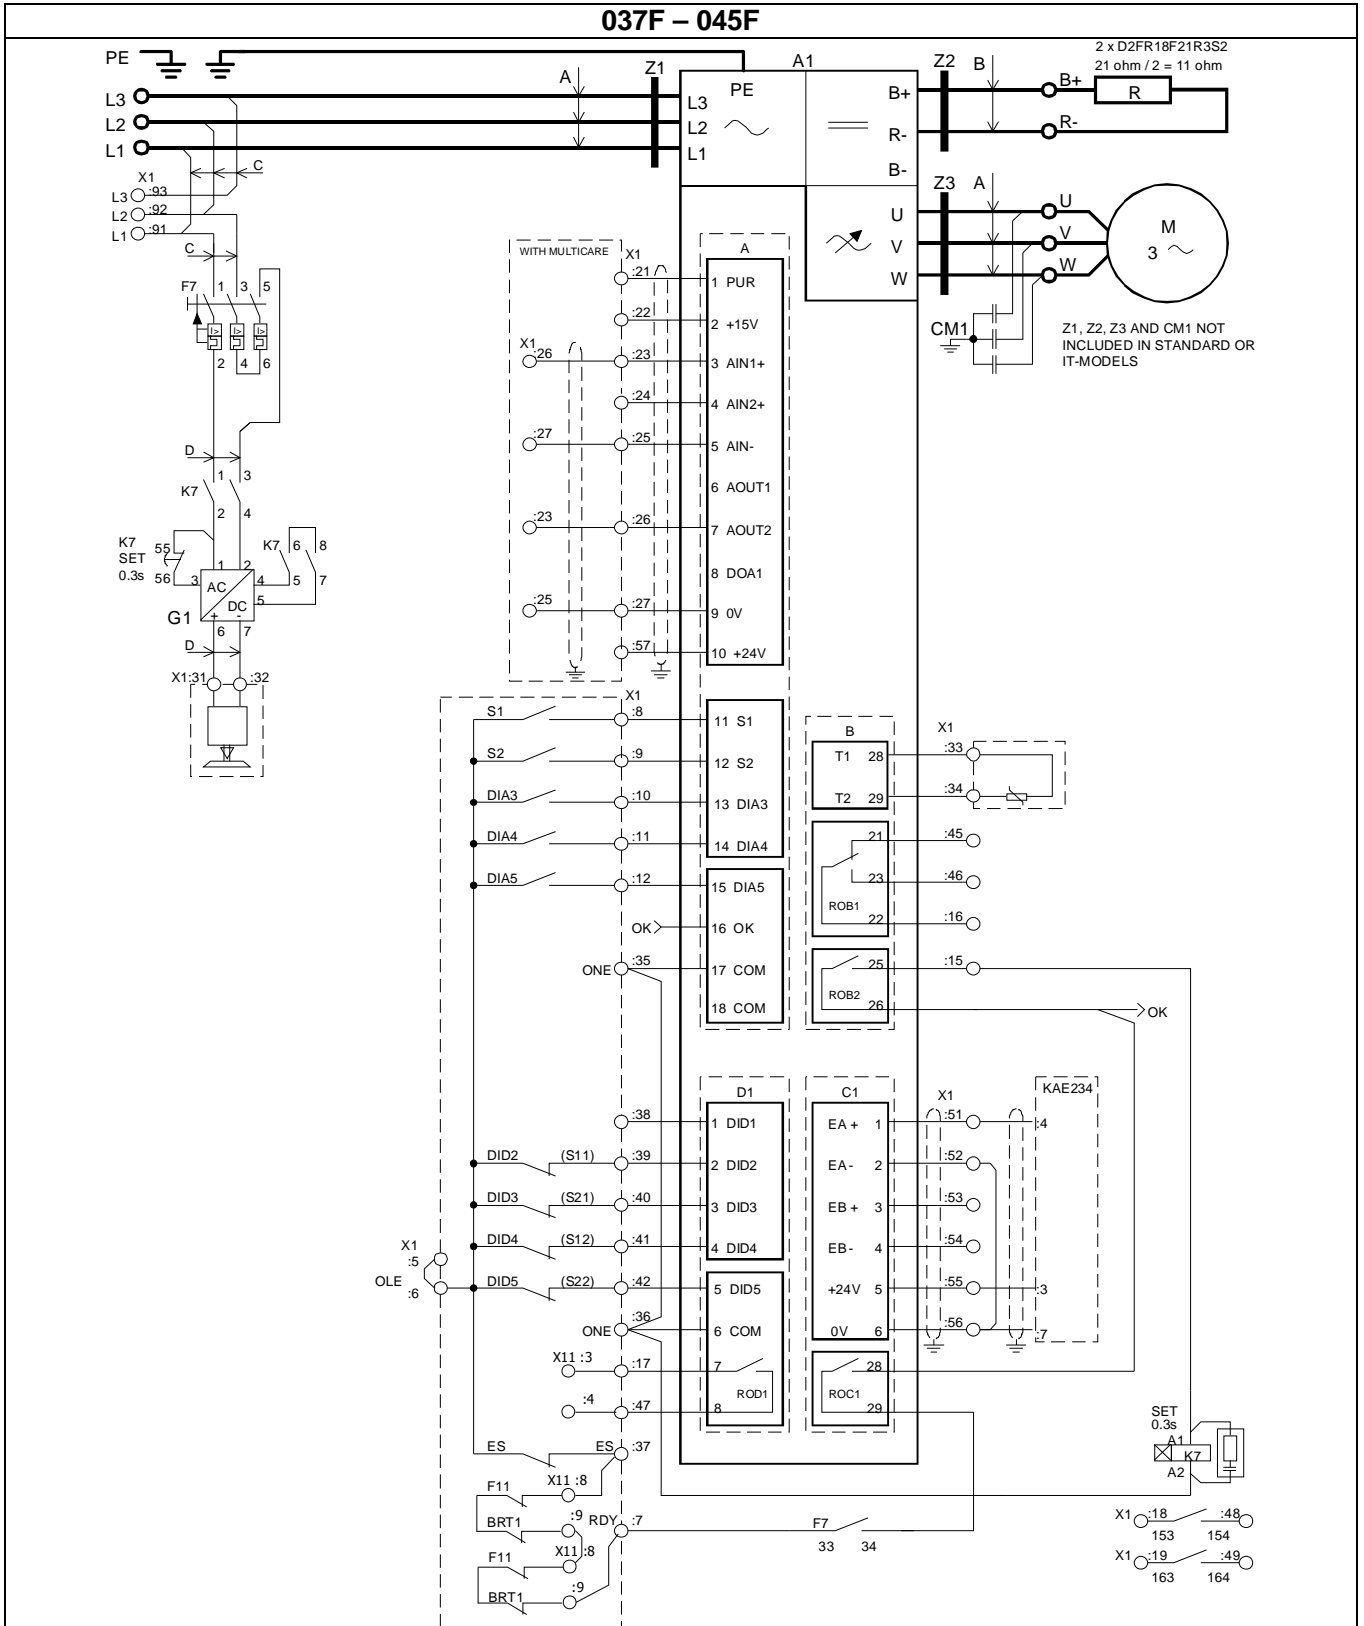 037F – 045F
PE
L3
L2
L1
A
Z1
A1
PE
L3
L2
L1
B+
R-
B-
U
V
W
Z2
B
B+
R-
2 x D2FR18F21R3S2
21 ohm / 2 = 11 ohm
R
Z3
A
U
V
W
M
3
CM1
Z1, Z2, Z3 AND CM1 NOT
INCLUDED IN STANDARD OR
IT-MODELS
C
X1
L3 :93
L2 :92
L1 :91
C
F7 1 3 5
I> I> I>
2 4 6
D
K7 1 3
2 4
K7
SET
0.3s
55
56
3
1 2
AC
DC
+ -
4
5
G1
6 7
K7 6 8
5 7
D
X1:31 :32
WITH MULTICARE
X1
A
:21 1 PUR
:22 2 +15V
X1
:26 :23 3 AIN1+
:24 4 AIN2+
:27 :25 5 AIN-
6 AOUT1
:23 :26 7 AOUT2
8 DOA1
:25 :27 9 0V
:57 10 +24V
X1
S1 :8 11 S1
S2 :9 12 S2
DIA3 :10 13 DIA3
DIA4 :11 14 DIA4
DIA5 :12 15 DIA5
OK 16 OK
ONE :35 17 COM
18 COM
B
X1
T1 28 :33
T2 29 :34
21 :45
23 :46
ROB1
22 :16
25 :15
ROB2
26
OK
D1
:38 1 DID1
DID2 (S11) :39 2 DID2
DID3 (S21) :40 3 DID3
DID4 (S12) :41 4 DID4
X1
:5
OLE
:6
DID5 (S22) :42 5 DID5
ONE :36 6 COM
X11 :3 :17 7
ROD1
:4 :47 8
C1
X1
KAE234
EA+ 1 :51 :4
EA- 2 :52
EB+ 3 :53
EB- 4 :54
+24V 5 :55 :3
0V 6 :56 :7
28
ROC1
29
ES ES :37
F11 X11 :8
BRT1 :9 RDY :7
F11 X11 :8
BRT1 :9
F7
33 34
SET
0.3s
A1
K7
A2
X1 :18 :48
153 154
X1 :19 :49
163 164